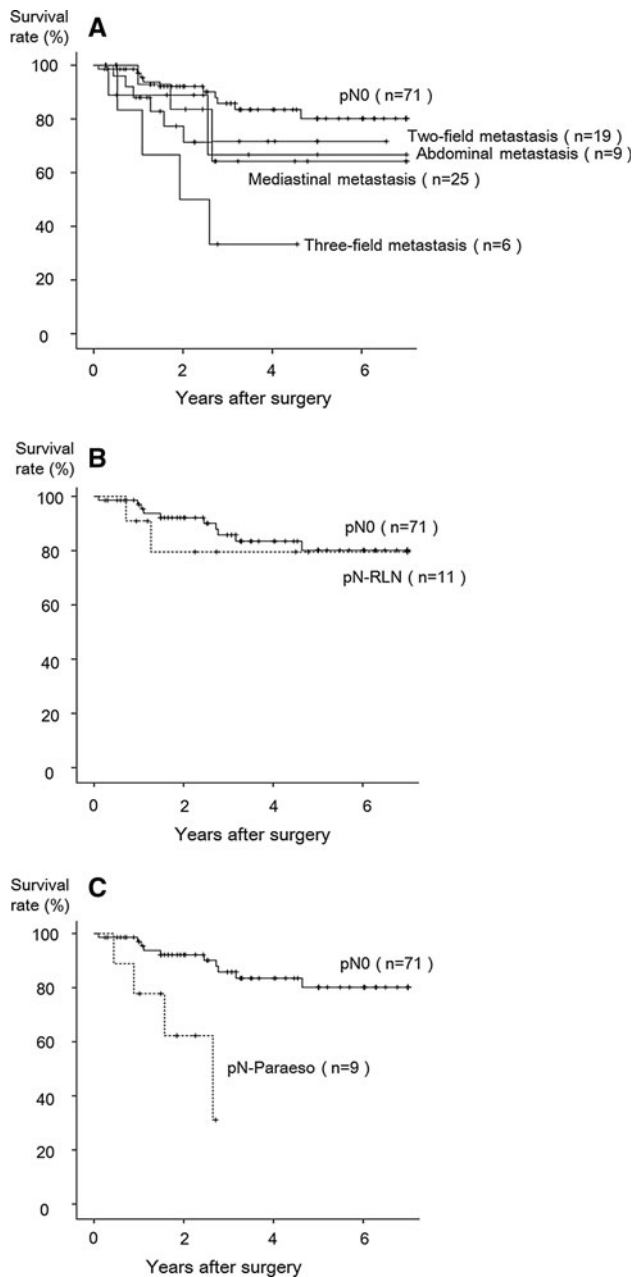 Survival
rate (%)
A
100
80
60
40
20
0
pN0 ( n=71 )
Two-field metastasis ( n=19 )
Abdominal metastasis ( n=9 )
Mediastinal metastasis ( n=25 )
Three-field metastasis ( n=6 )
0 2 4 6
Years after surgery
Survival
rate (%)
B
100
80
60
80
20
0
pN0 ( n=71 )
pN-RLN ( n=11 )
0 2 4 6
Years after surgery
Survival
rate (%)
C
100
80
60
40
80
0
pN0 ( n=71 )
pN-Paraeso ( n=9 )
0 2 4 6
Years after surgery